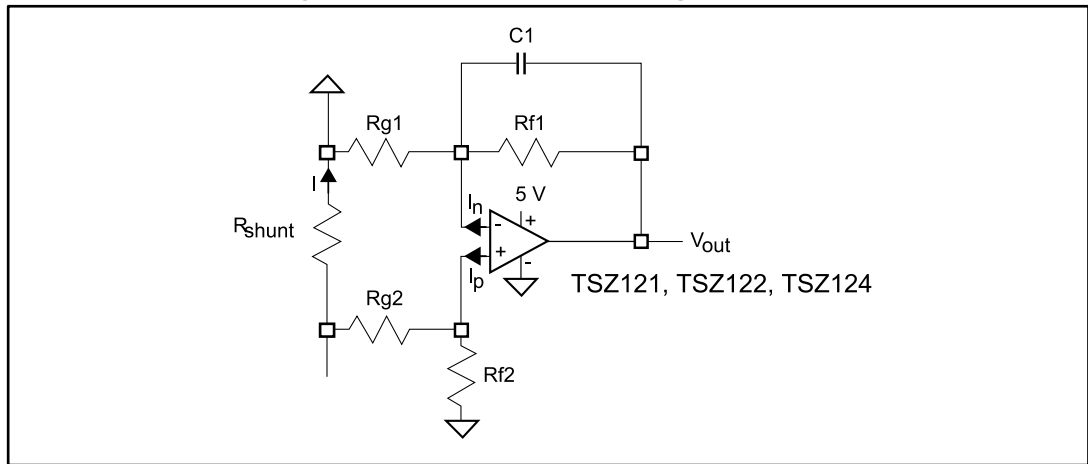 C1
Rg1
Rf1
I
In
5 V
+
-
Rshunt
+
-
Vout
Ip
TSZ121, TSZ122, TSZ124
Rg2
Rf2